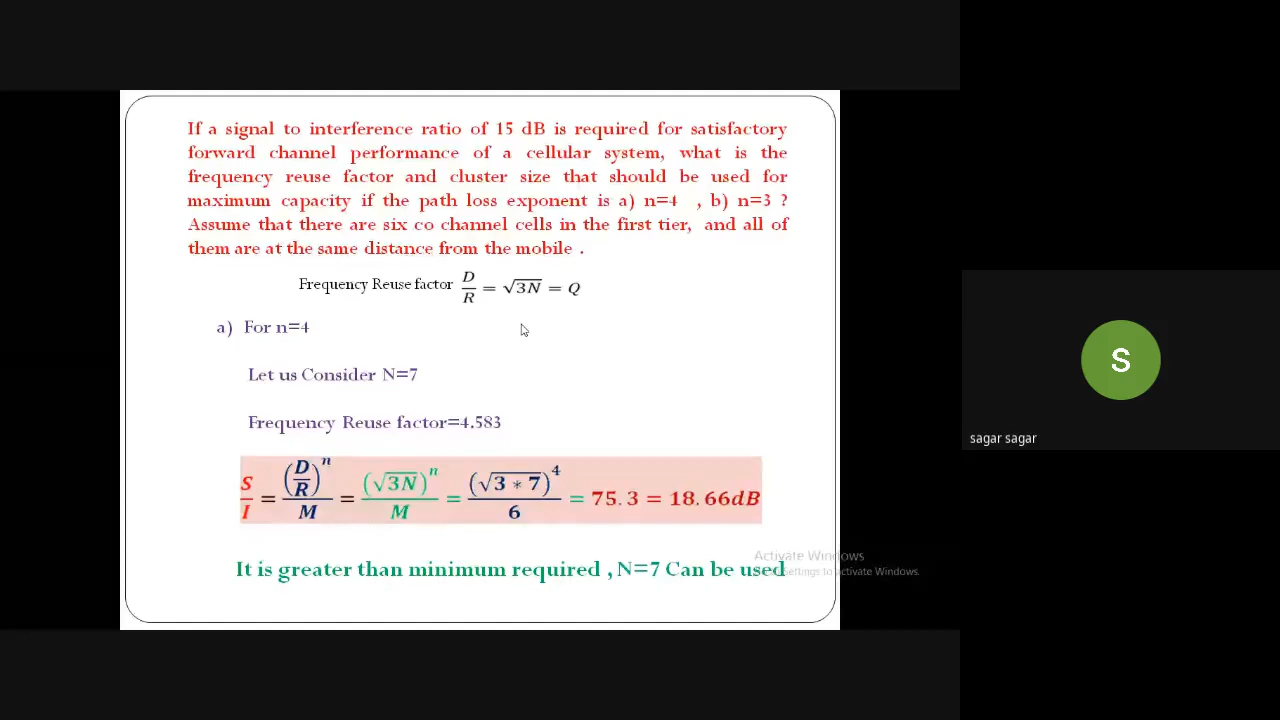 If a signal to interference ratio of 15 dB is required for satisfactory
forward channel performance of a cellular system, what is the
frequency reuse factor and cluster size that should be used for
maximum capacity if the path loss exponent is a) n=4 , b) n=3 ?
Assume that there are six co channel cells in the first tier, and all of
them are at the same distance from the mobile .
Frequency Reuse factor D/R = √3N = Q
a) For n=4
Let us Consider N=7
Frequency Reuse factor=4.583
S/I = (D/R)^n/M = (√3N)^n/M = (√3*7)^4/6 = 75.3 = 18.66dB
It is greater than minimum required , N=7 Can be used
Activate Windows
Settings to activate Windows.
S
sagar sagar